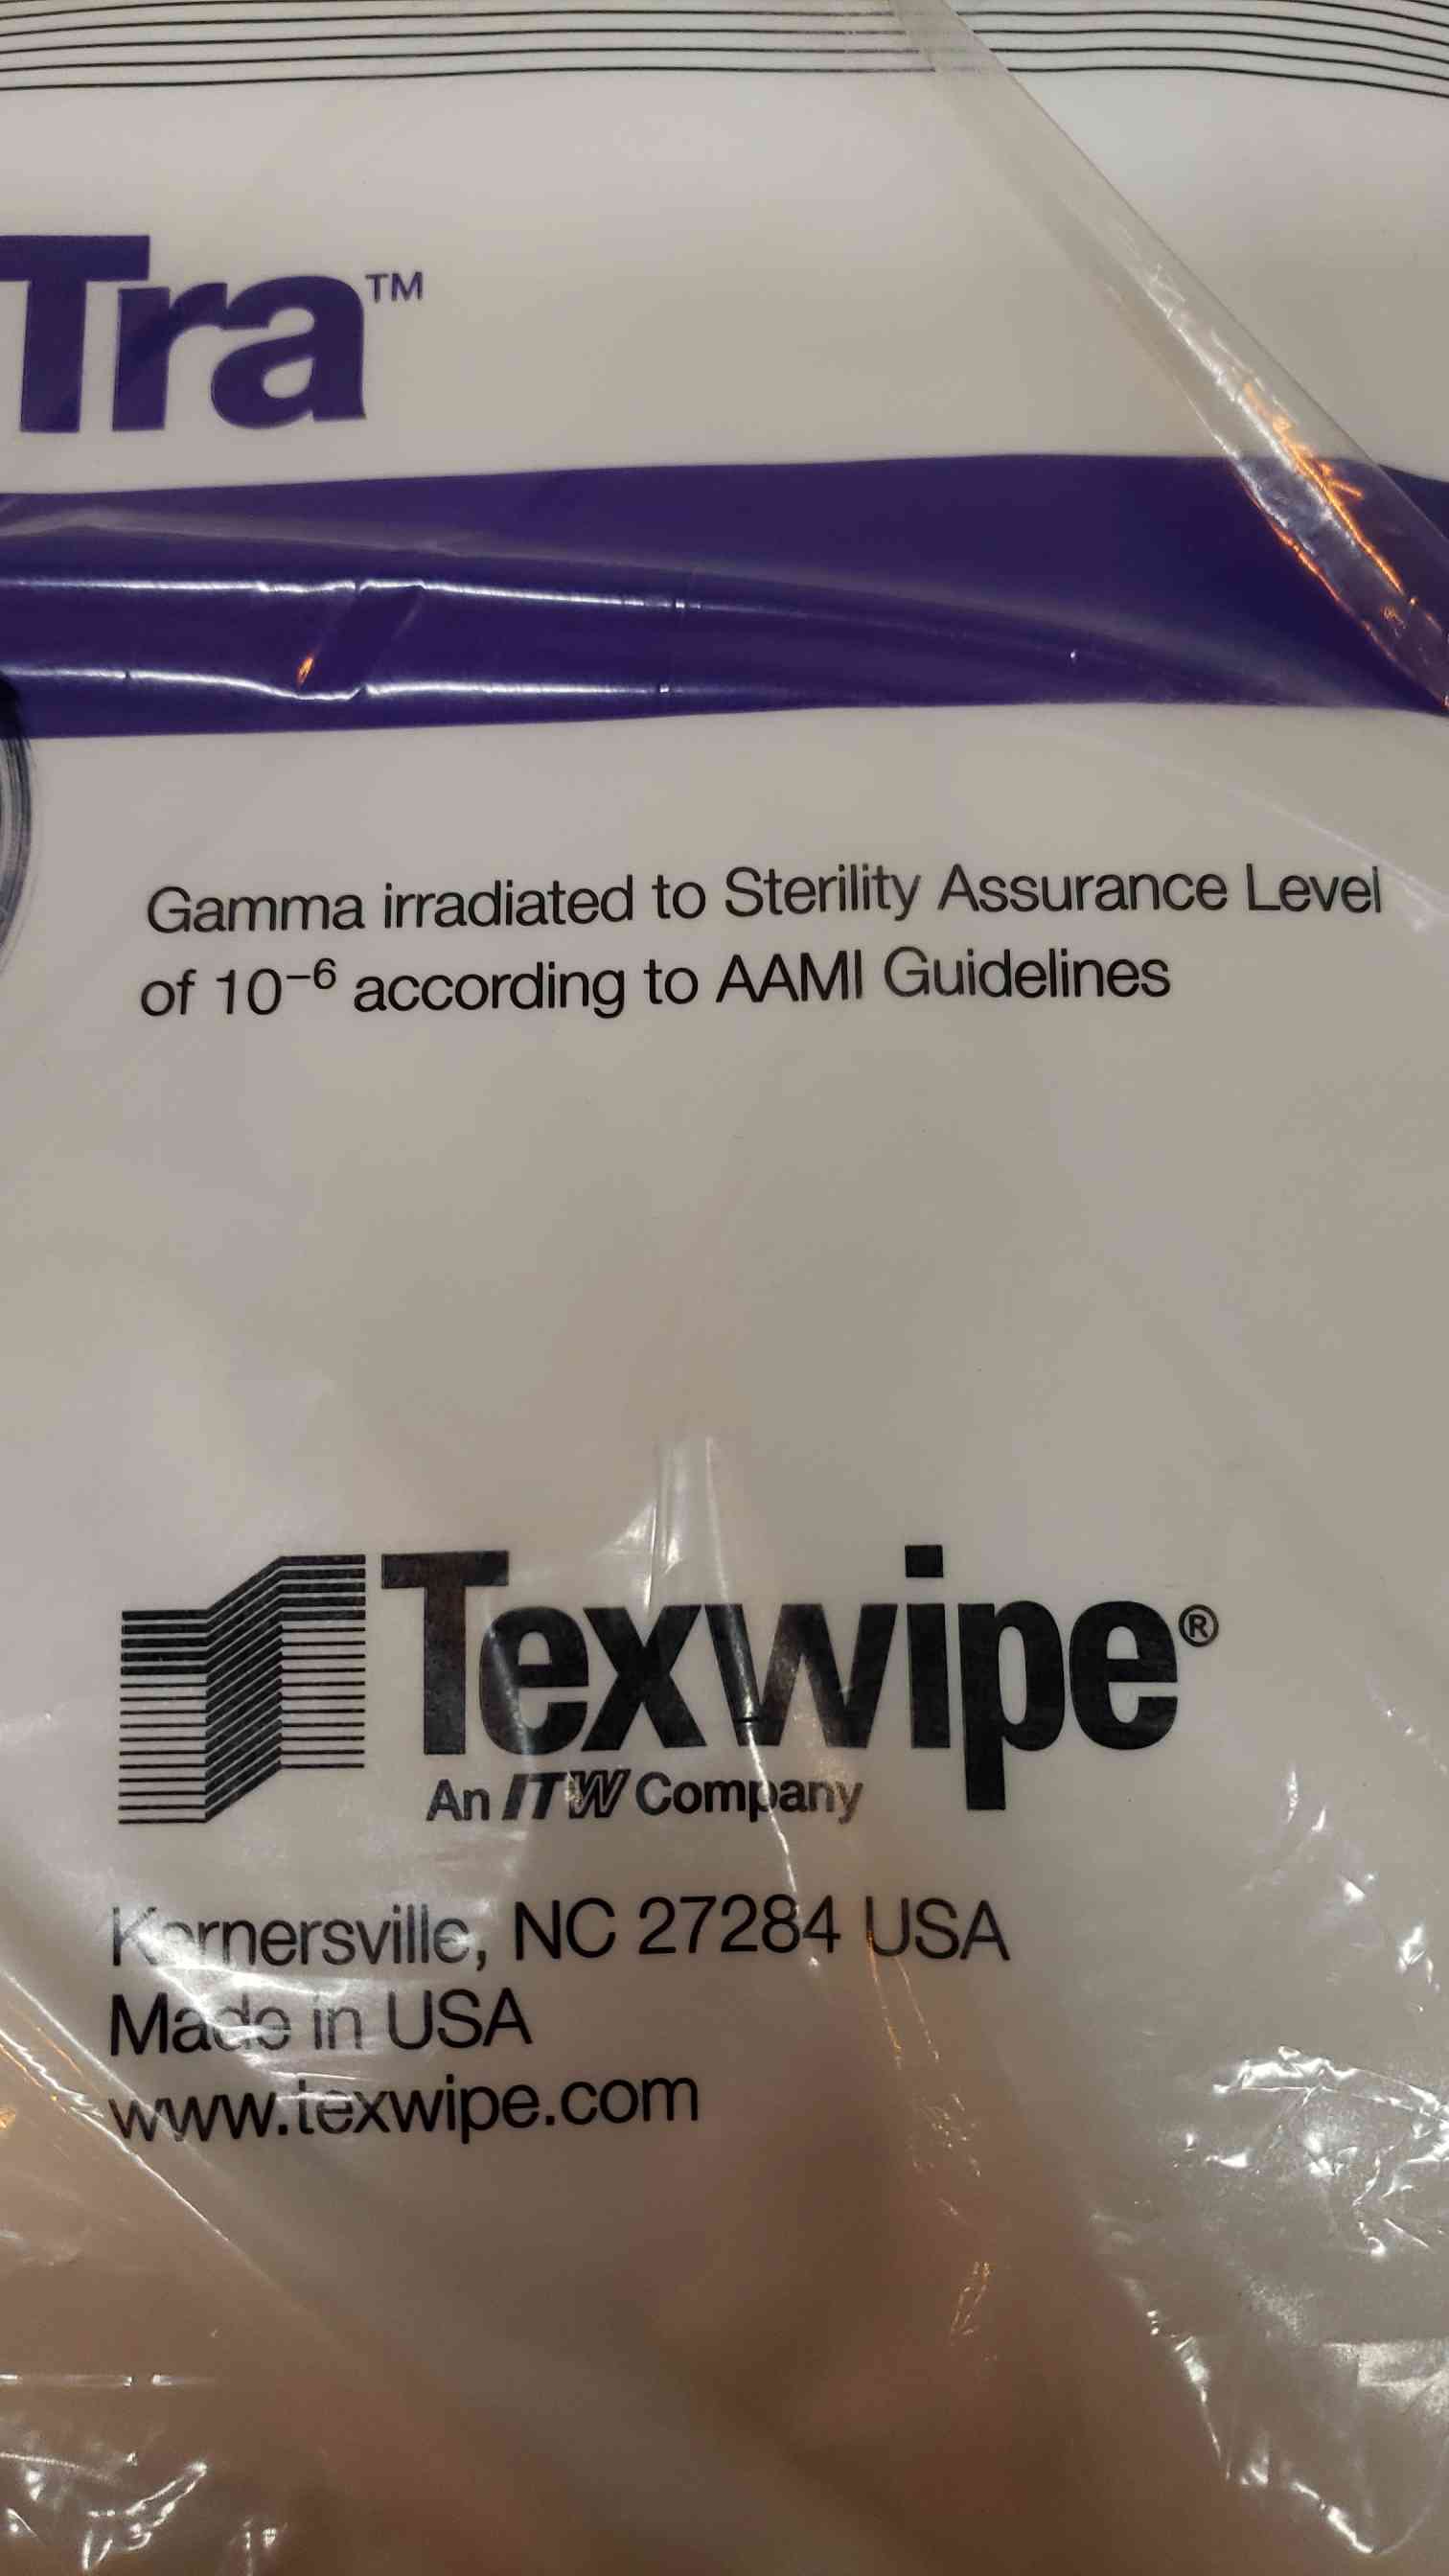 Tra™
Gamma irradiated to Sterility Assurance Level
of 10⁻⁶ according to AAMI Guidelines
Texwipe®
An ITW Company
Kernersville, NC 27284 USA
Made in USA
www.texwipe.com